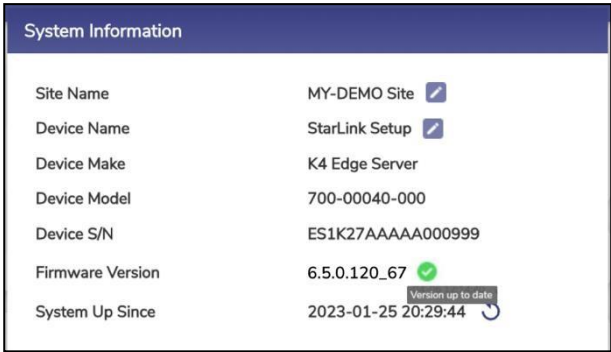 System Information
Site Name MY-DEMO Site
Device Name StarLink Setup
Device Make K4 Edge Server
Device Model 700-00040-000
Device S/N ES1K27AAAAA000999
Firmware Version 6.5.0.120_67
Version up to date
System Up Since 2023-01-25 20:29:44